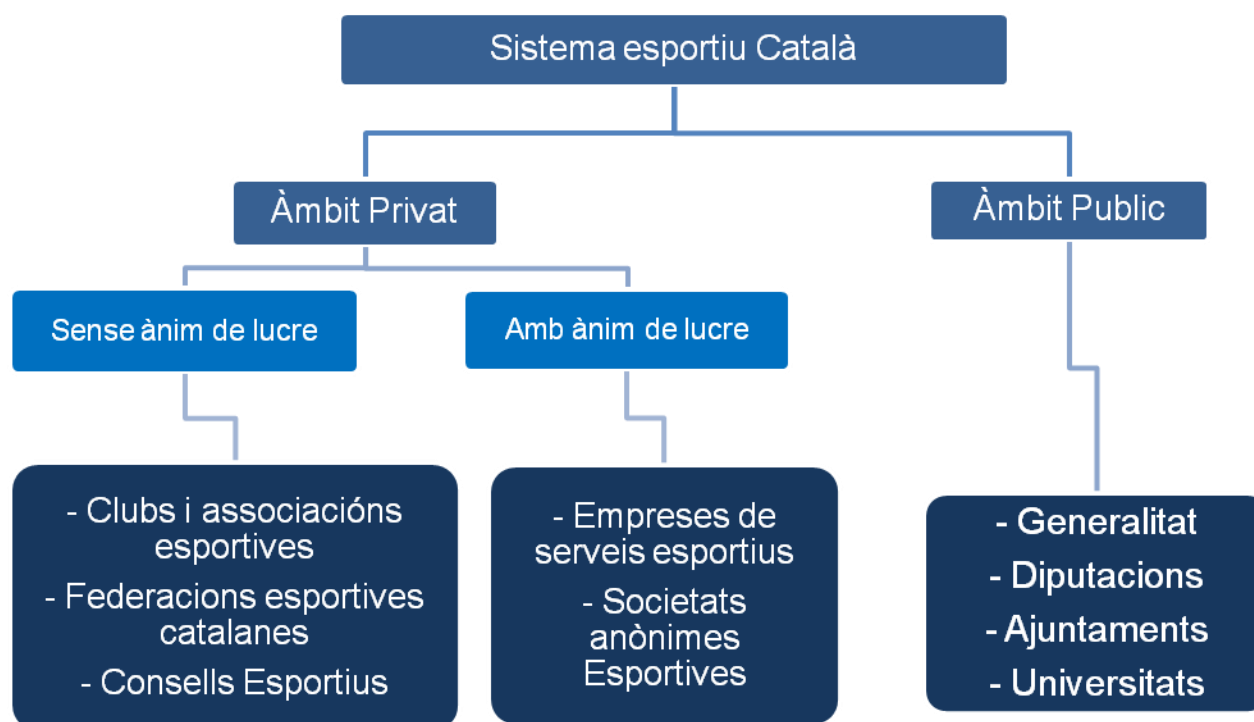 Sistema esportiu Català
Àmbit Privat
Àmbit Public
Sense ànim de lucre
Amb ànim de lucre
- Clubs i associacións
esportives
- Federacions esportives
catalanes
- Consells Esportius
- Empreses de
serveis esportius
- Societats
anònimes
Esportives
- Generalitat
- Diputacions
- Ajuntaments
- Universitats